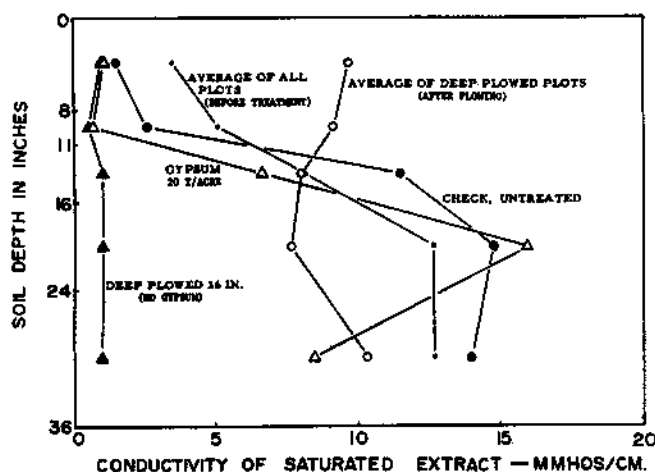 0
8
11
16
24
36
SOIL DEPTH IN INCHES
AVERAGE OF ALL
PLOTS
(BEFORE TREATMENT)
AVERAGE OF DEEP PLOWED PLOTS
(AFTER PLOWING)
GYPSUM
20 T/ACRE
CHECK, UNTREATED
DEEP PLOWED 36 IN.
(NO GYPSUM)
0 5 10 15 20
CONDUCTIVITY OF SATURATED EXTRACT — MMHOS/CM.